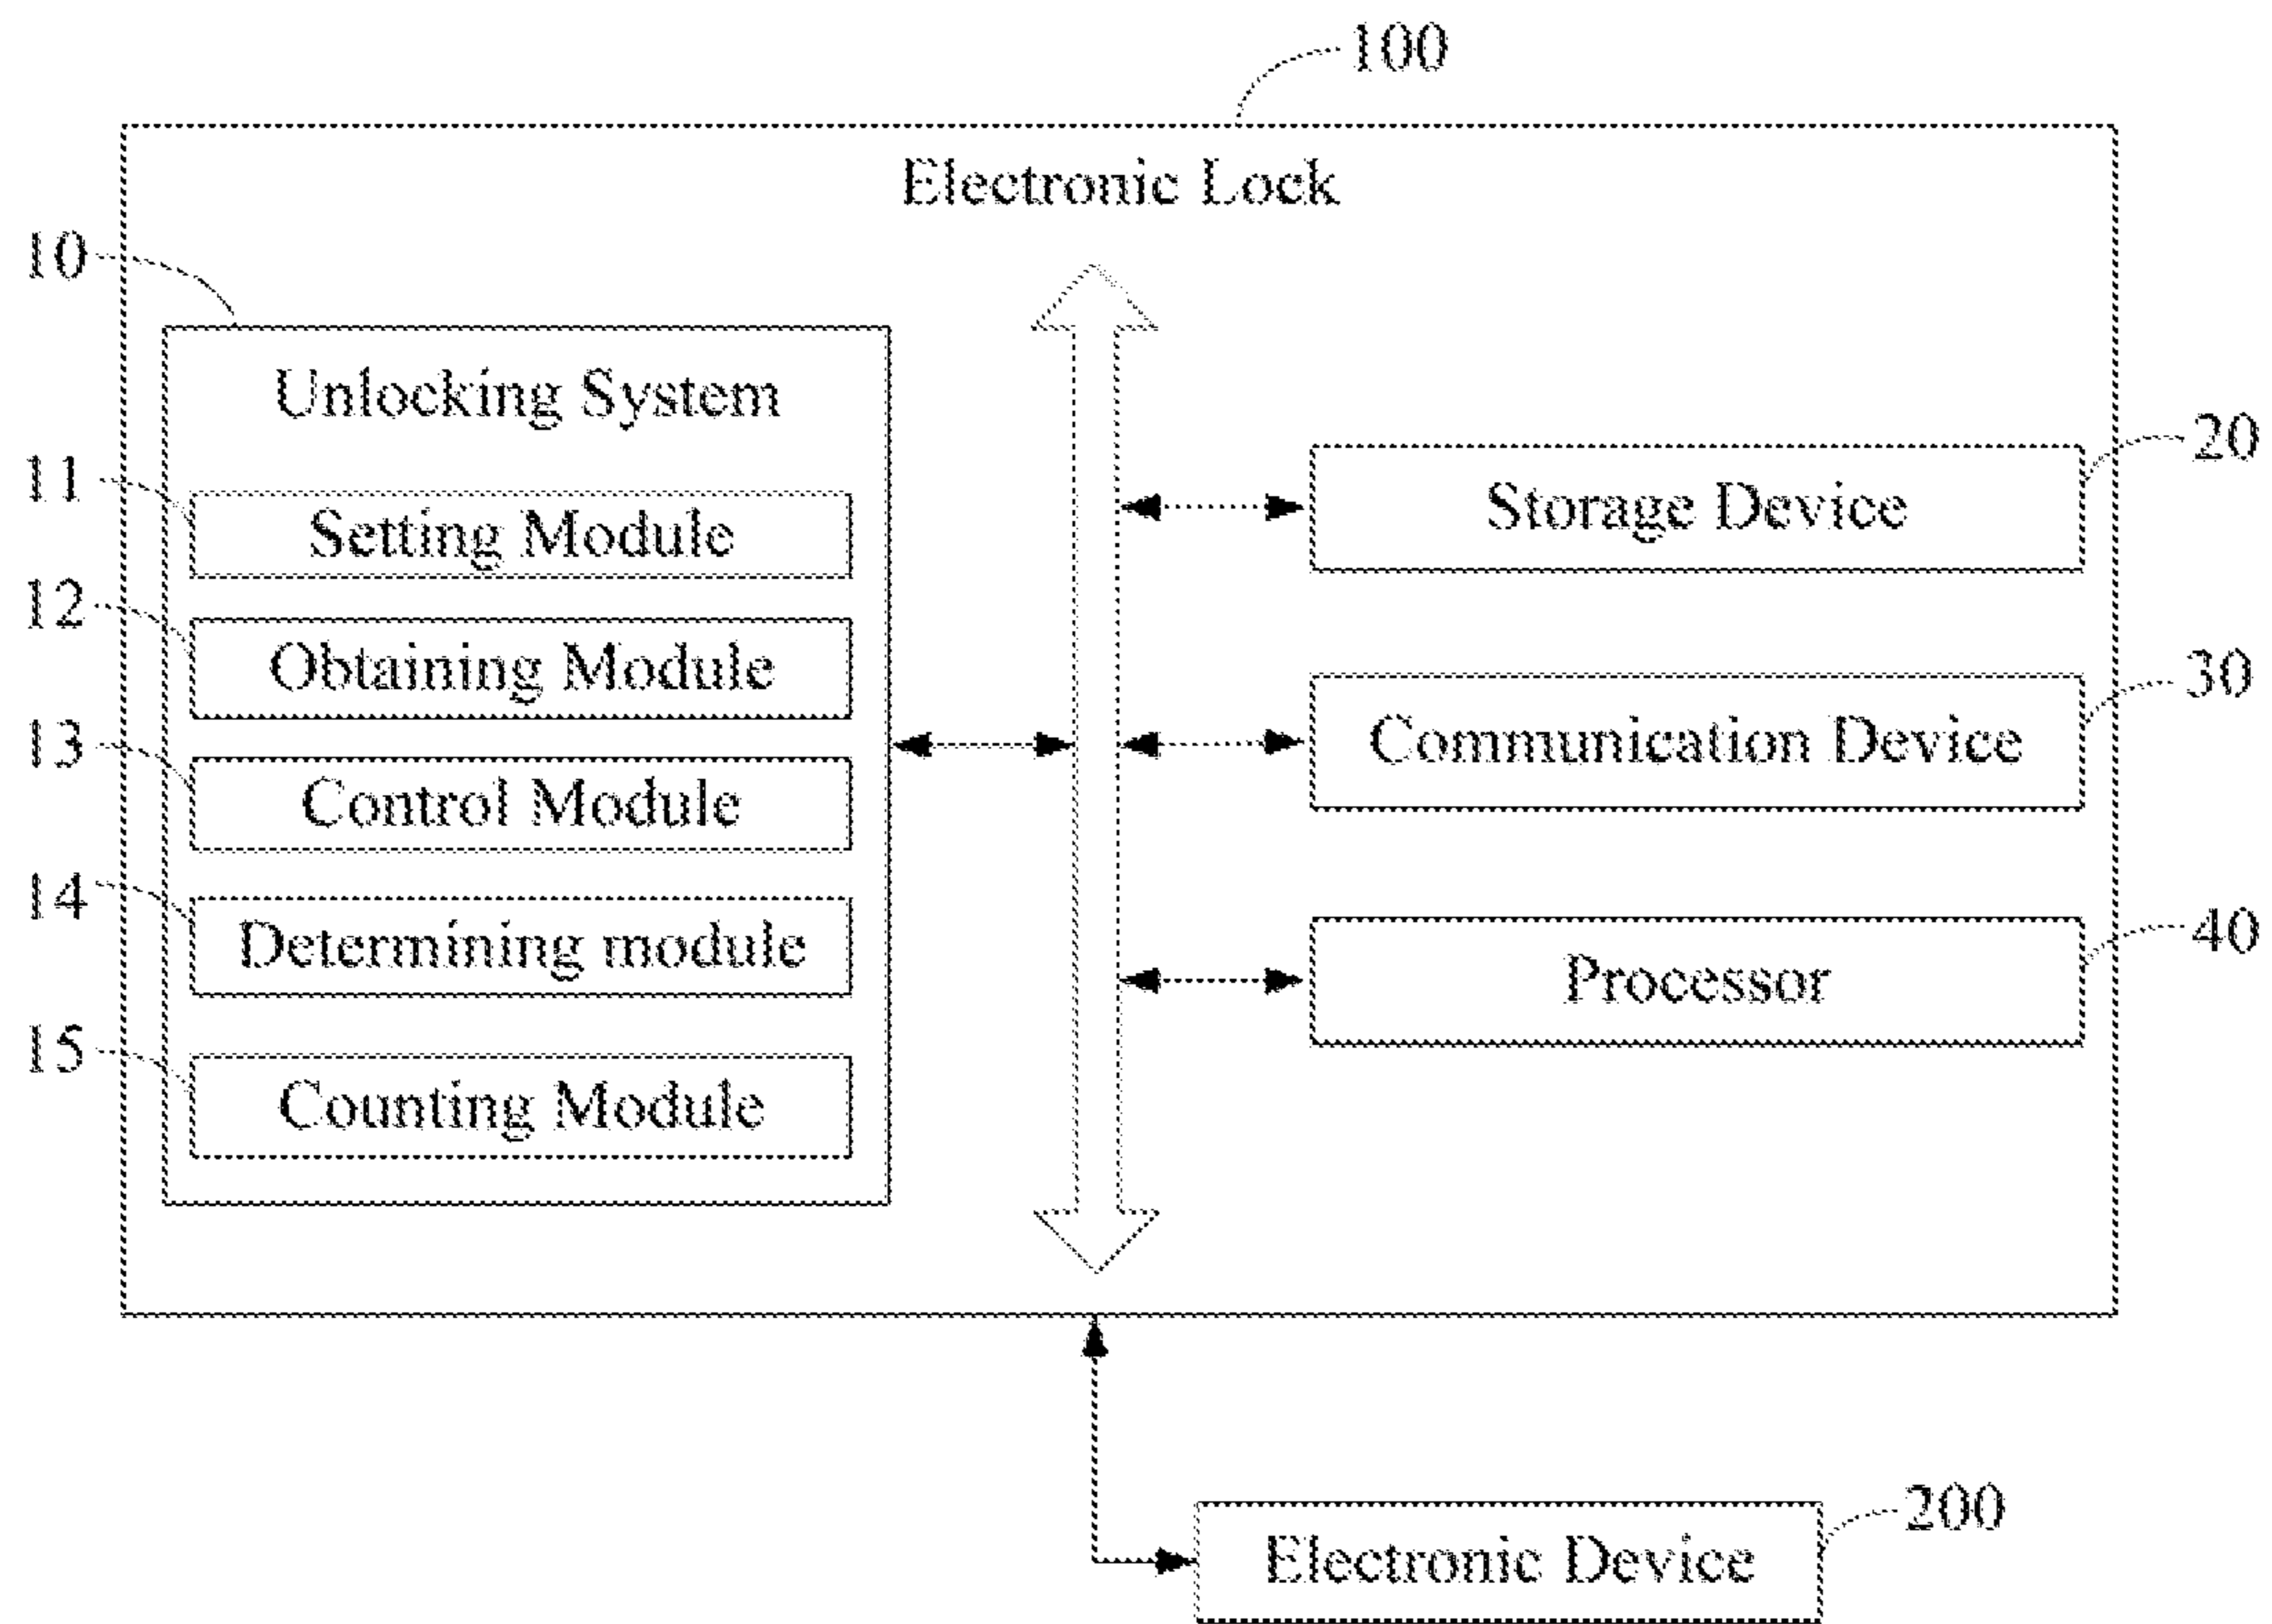 100
Electronic Lock
10
Unlocking System
11
Setting Module
12
Obtaining Module
13
Control Module
14
Determining module
15
Counting Module
20
Storage Device
30
Communication Device
40
Processor
200
Electronic Device